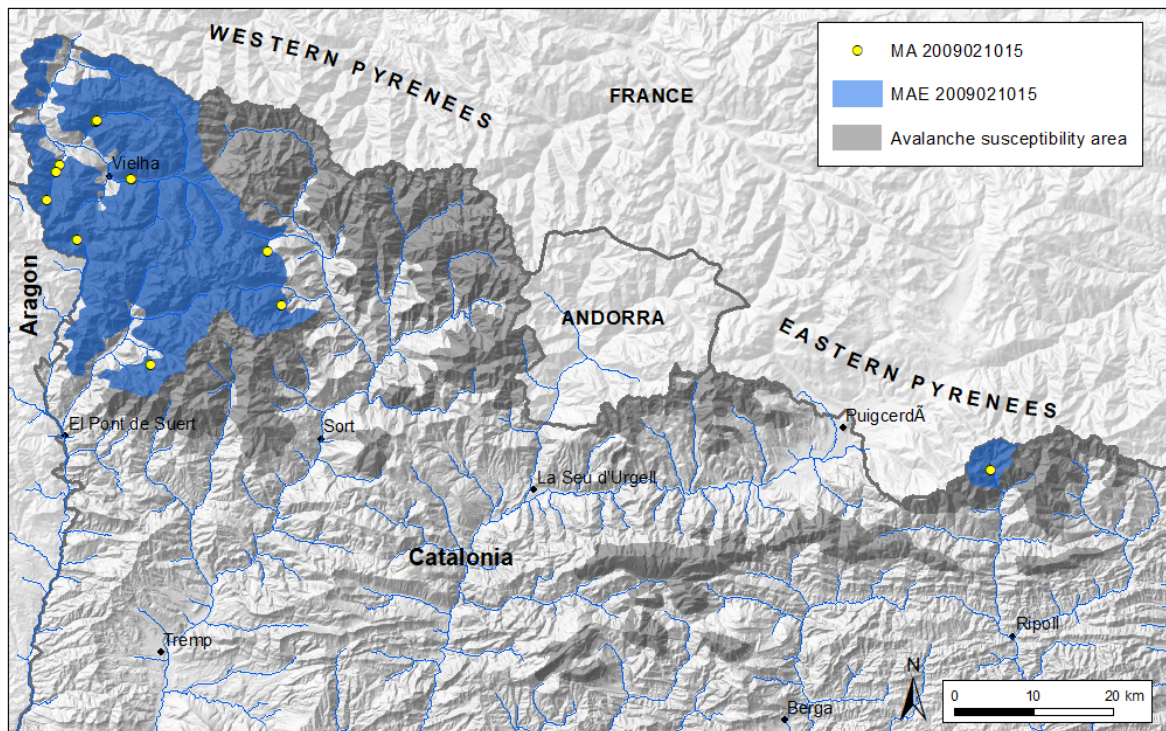 WESTERN PYRENEES
FRANCE
MA 2009021015
MAE 2009021015
Avalanche susceptibility area
Vielha
Aragon
ANDORRA
EASTERN PYRENEES
El Pont de Suert
Sort
PuigcerdÃ
La Seu d'Urgell
Catalonia
Tremp
Ripoll
Berga
N
0 10 20 km